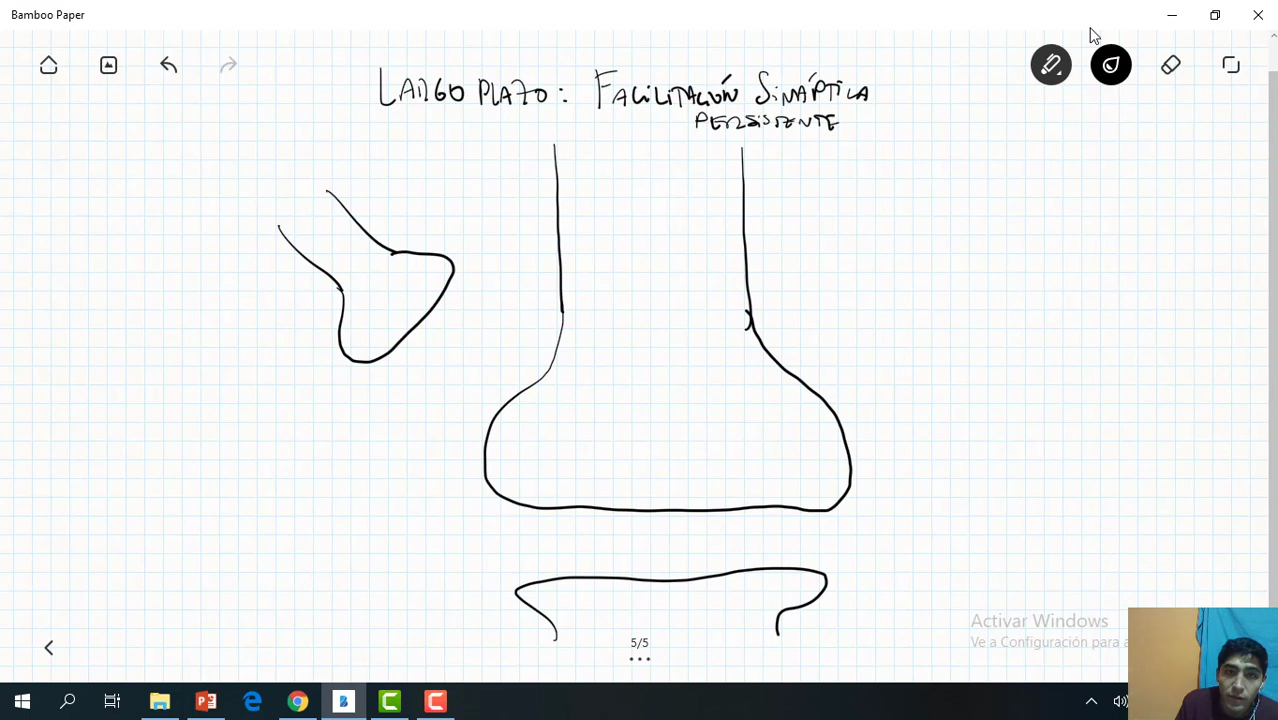 Bamboo Paper
LARGO PLAZO: FACILITACIÓN SINÁPTICA
PERSISTENTE
5/5
Activar Windows
Ve a Configuración para a